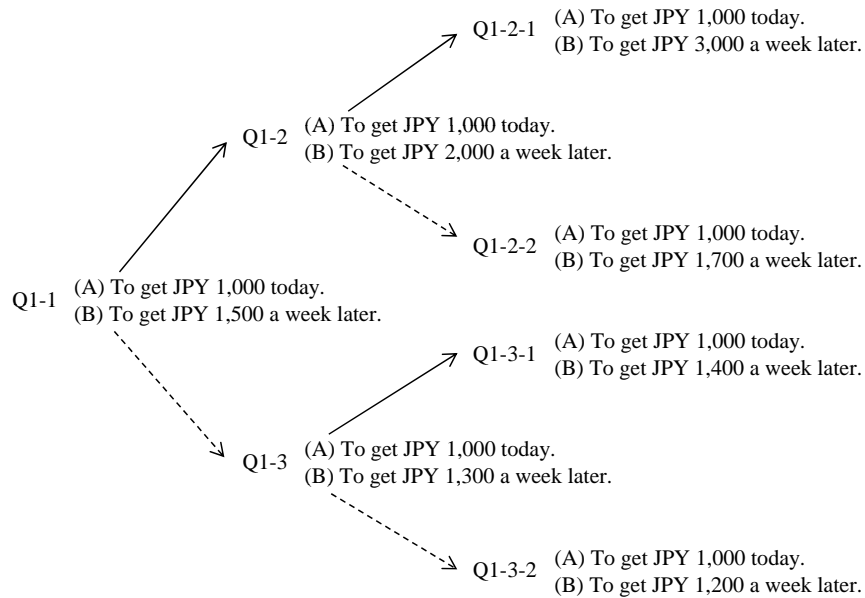 Q1-2-1 (A) To get JPY 1,000 today.
(B) To get JPY 3,000 a week later.
Q1-2 (A) To get JPY 1,000 today.
(B) To get JPY 2,000 a week later.
Q1-2-2 (A) To get JPY 1,000 today.
(B) To get JPY 1,700 a week later.
Q1-1 (A) To get JPY 1,000 today.
(B) To get JPY 1,500 a week later.
Q1-3-1 (A) To get JPY 1,000 today.
(B) To get JPY 1,400 a week later.
Q1-3 (A) To get JPY 1,000 today.
(B) To get JPY 1,300 a week later.
Q1-3-2 (A) To get JPY 1,000 today.
(B) To get JPY 1,200 a week later.